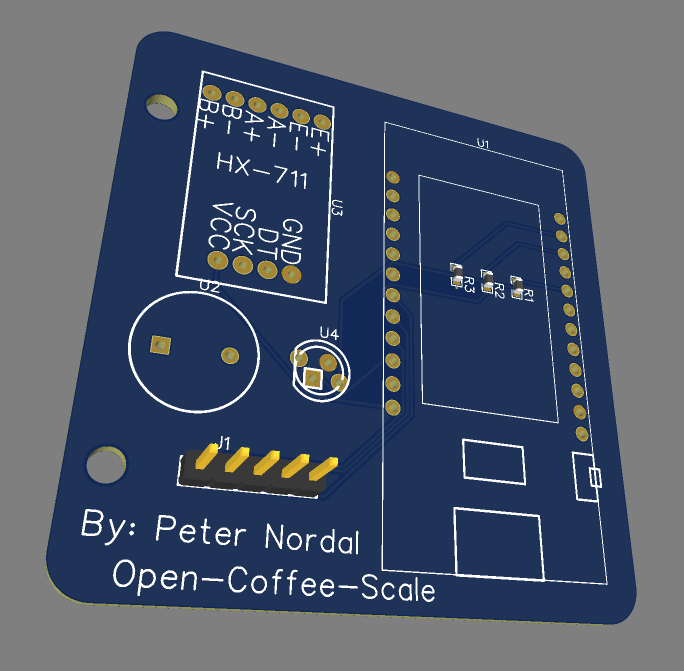 B+ B- A+ A- E- E+
HX-711
VCC SCK DT GND
U3
U1
R3 R2 R1
U2
U4
J1
By: Peter Nordal
Open-Coffee-Scale